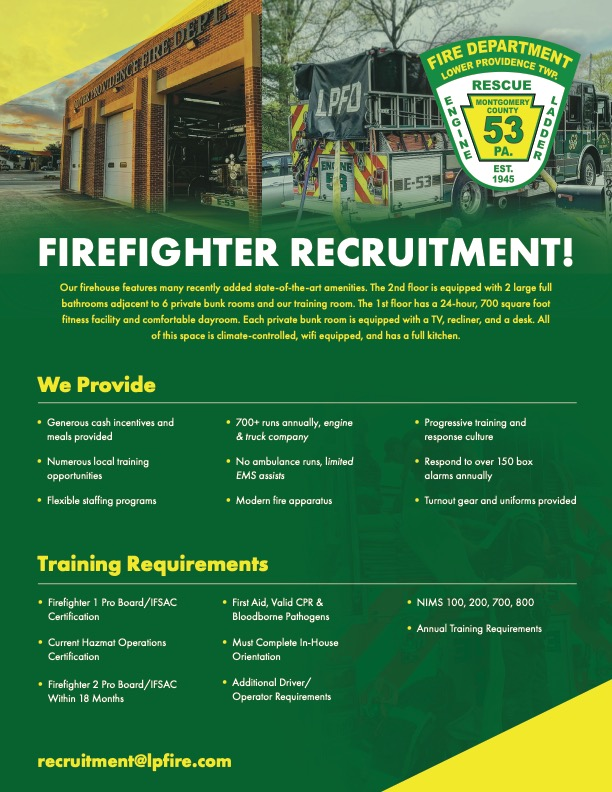 LOWER PROVIDENCE FIRE DEPT.
LPFD
ENGINE
53
E-53
FIRE DEPARTMENT
LOWER PROVIDENCE TWP.
RESCUE
ENGINE
LADDER
MONTGOMERY
COUNTY
53
PA.
EST.
1945
FIREFIGHTER RECRUITMENT!
Our firehouse features many recently added state-of-the-art amenities. The 2nd floor is equipped with 2 large full
bathrooms adjacent to 6 private bunk rooms and our training room. The 1st floor has a 24-hour, 700 square foot
fitness facility and comfortable dayroom. Each private bunk room is equipped with a TV, recliner, and a desk. All
of this space is climate-controlled, wifi equipped, and has a full kitchen.
We Provide
• Generous cash incentives and
meals provided
• Numerous local training
opportunities
• Flexible staffing programs
• 700+ runs annually, engine
& truck company
• No ambulance runs, limited
EMS assists
• Modern fire apparatus
• Progressive training and
response culture
• Respond to over 150 box
alarms annually
• Turnout gear and uniforms provided
Training Requirements
• Firefighter 1 Pro Board/IFSAC
Certification
• Current Hazmat Operations
Certification
• Firefighter 2 Pro Board/IFSAC
Within 18 Months
• First Aid, Valid CPR &
Bloodborne Pathogens
• Must Complete In-House
Orientation
• Additional Driver/
Operator Requirements
• NIMS 100, 200, 700, 800
• Annual Training Requirements
recruitment@lpfire.com